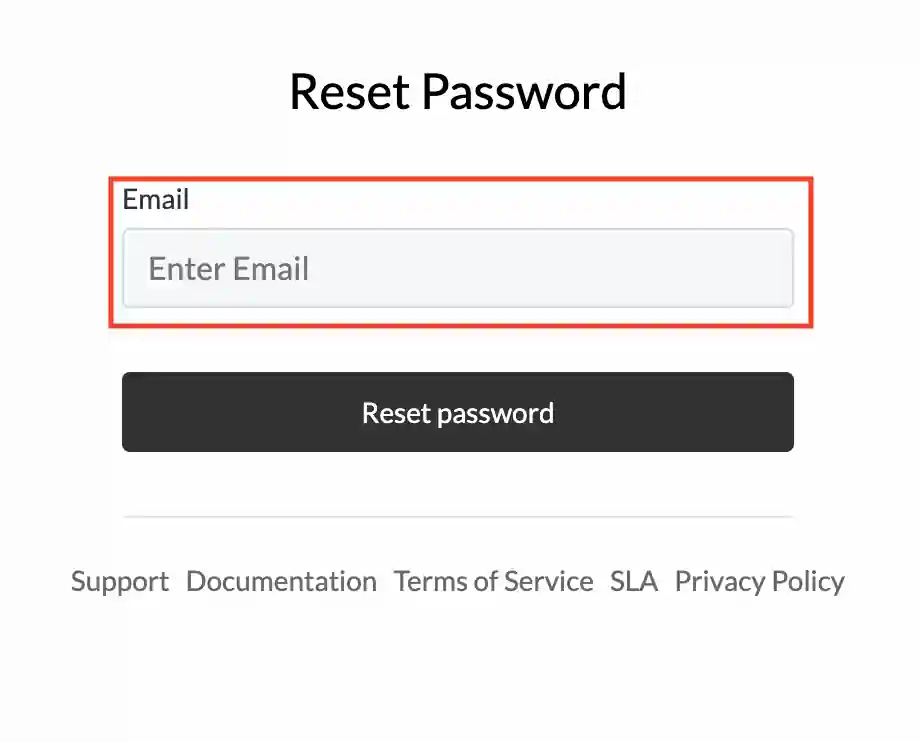 Reset Password
Email
Enter Email
Reset password
Support Documentation Terms of Service SLA Privacy Policy